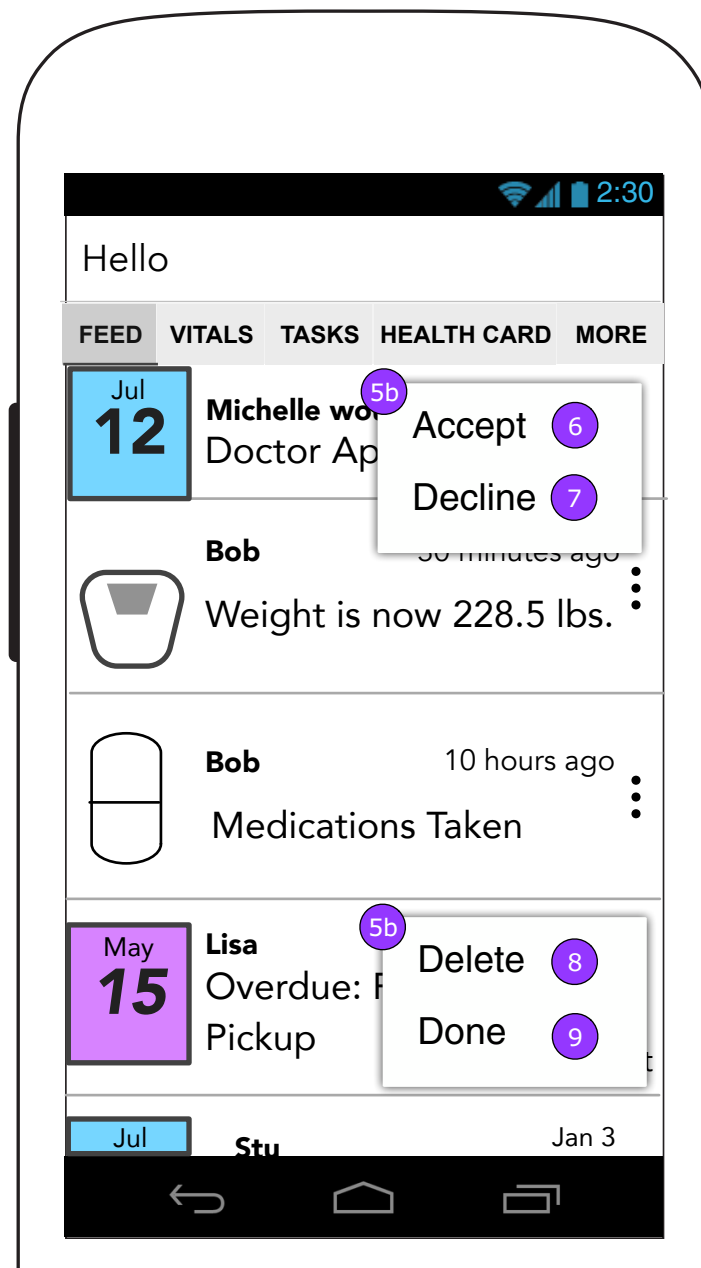 2:30
Hello
FEED VITALS TASKS HEALTH CARD MORE
Jul
12
Michelle
Doctor
5b
Accept 6
Decline 7
Bob 30 minutes ago
Weight is now 228.5 lbs.
Bob 10 hours ago
Medications Taken
May
15
Lisa
Overdue:
Pickup
5b
Delete 8
Done 9
Jul
Stu Jan 3